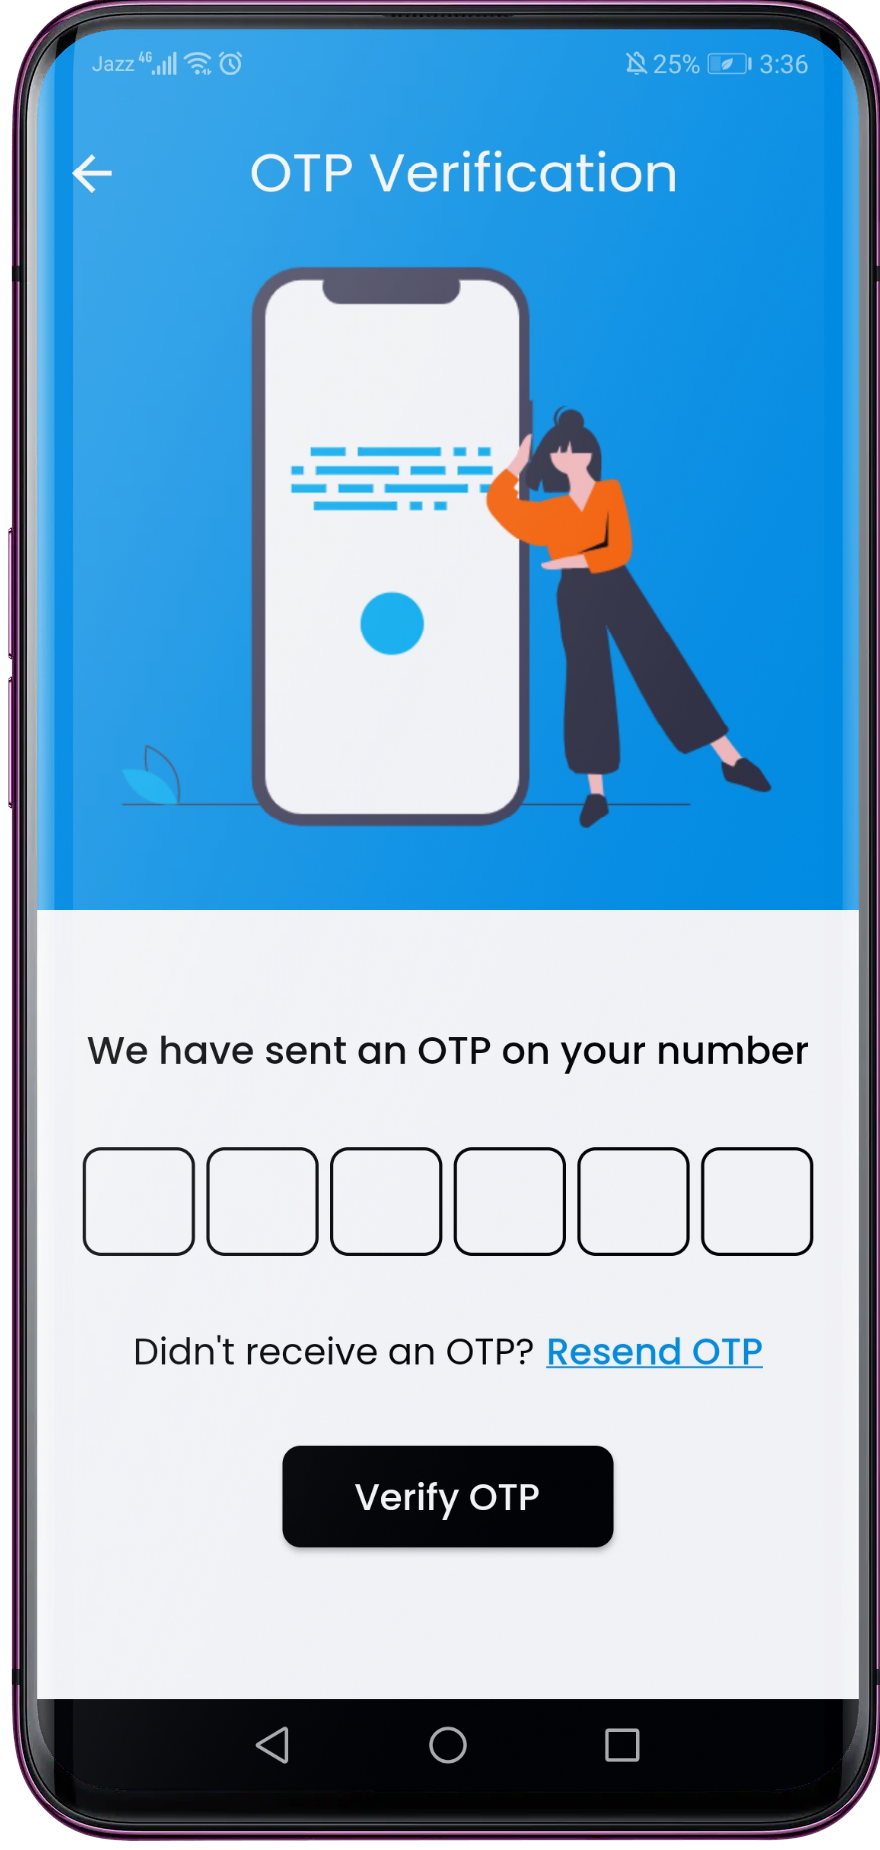 Jazz 4G 25% 3:36
OTP Verification
We have sent an OTP on your number
Didn't receive an OTP? Resend OTP
Verify OTP